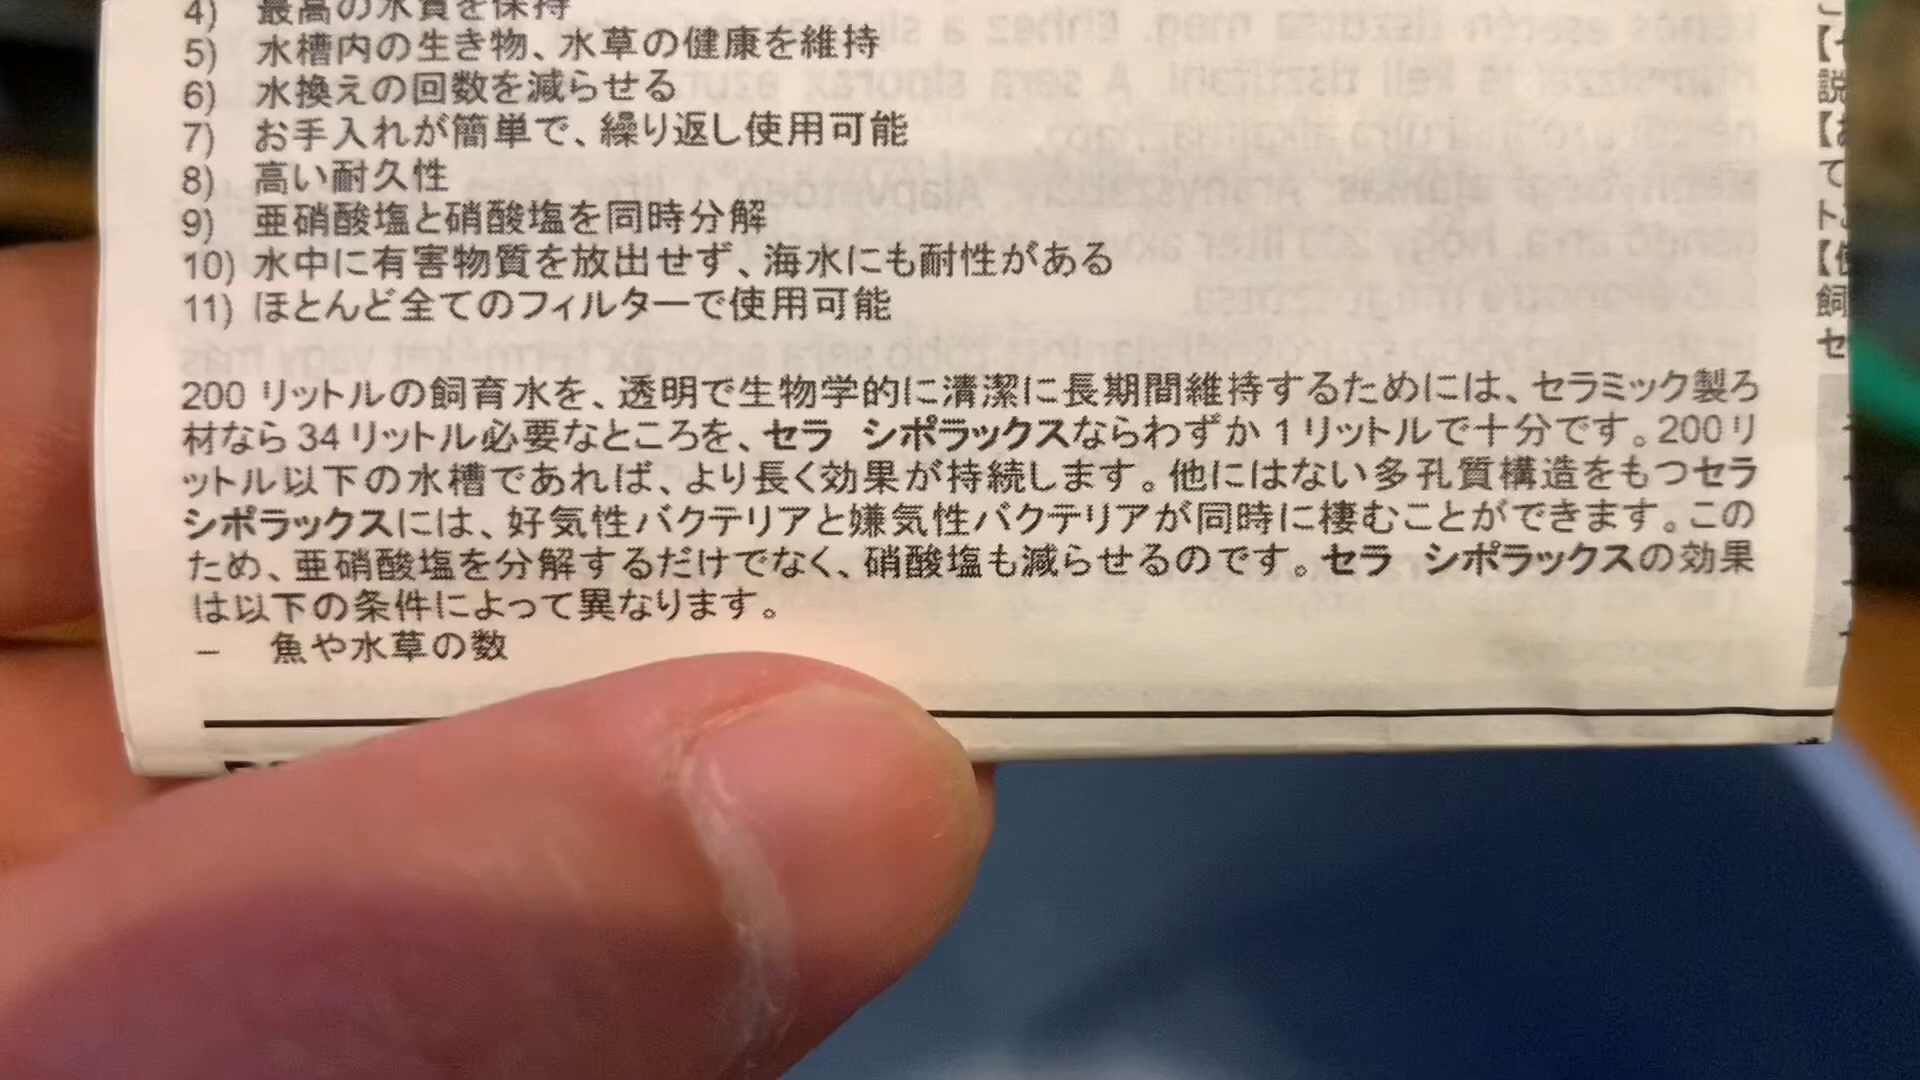 4) 最高の水質を保持
5) 水槽内の生き物、水草の健康を維持
6) 水換えの回数を減らせる
7) お手入れが簡単で、繰り返し使用可能
8) 高い耐久性
9) 亜硝酸塩と硝酸塩を同時分解
10) 水中に有害物質を放出せず、海水にも耐性がある
11) ほとんど全てのフィルターで使用可能
200 リットルの飼育水を、透明で生物学的に清潔に長期間維持するためには、セラミック製ろ
材なら 34 リットル必要なところを、セラ シポラックスならわずか 1 リットルで十分です。200 リ
ットル以下の水槽であれば、より長く効果が持続します。他にはない多孔質構造をもつセラ
シポラックスには、好気性バクテリアと嫌気性バクテリアが同時に棲むことができます。この
ため、亜硝酸塩を分解するだけでなく、硝酸塩も減らせるのです。セラ シポラックスの効果
は以下の条件によって異なります。
– 魚や水草の数